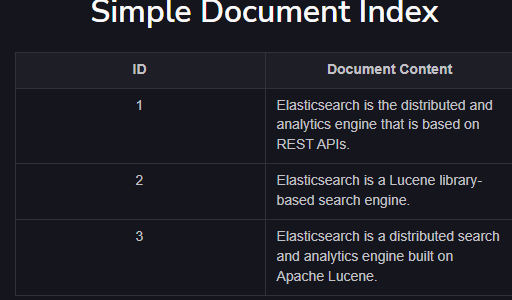 Simple Document Index
ID Document Content
1 Elasticsearch is the distributed and
analytics engine that is based on
REST APIs.
2 Elasticsearch is a Lucene library-
based search engine.
3 Elasticsearch is a distributed search
and analytics engine built on
Apache Lucene.